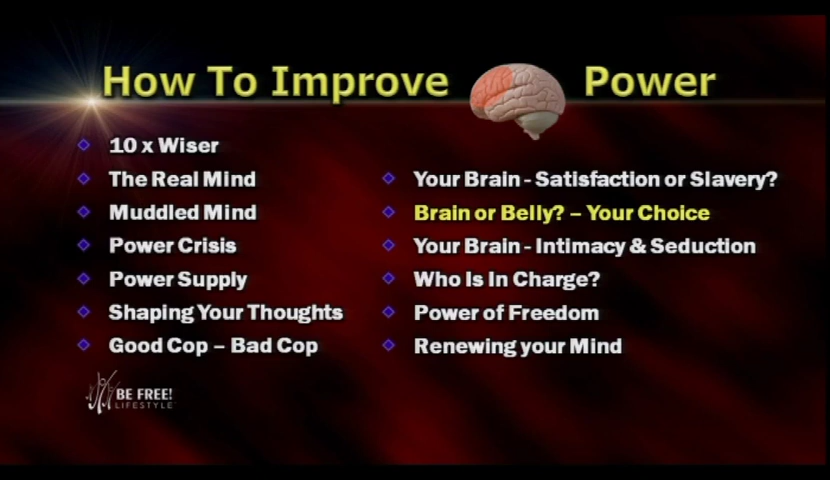 How To Improve Power
10 x Wiser
The Real Mind
Muddled Mind
Power Crisis
Power Supply
Shaping Your Thoughts
Good Cop – Bad Cop
Your Brain - Satisfaction or Slavery?
Brain or Belly? – Your Choice
Your Brain - Intimacy & Seduction
Who Is In Charge?
Power of Freedom
Renewing your Mind
BE FREE!
LIFESTYLE